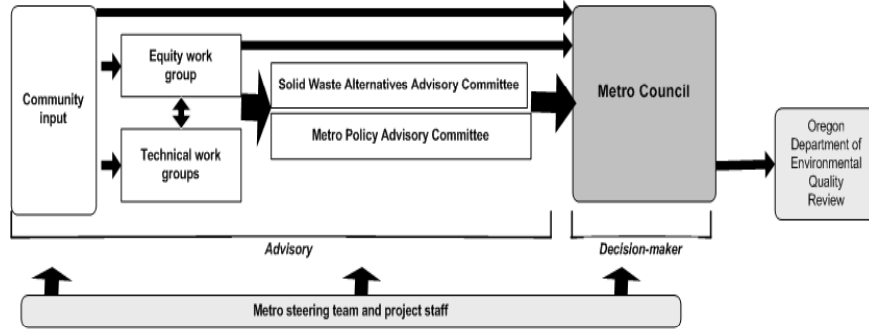 Community
input
Equity work
group
Technical work
groups
Solid Waste Alternatives Advisory Committee
Metro Policy Advisory Committee
Metro Council
Oregon
Department of
Environmental
Quality
Review
Advisory
Decision-maker
Metro steering team and project staff